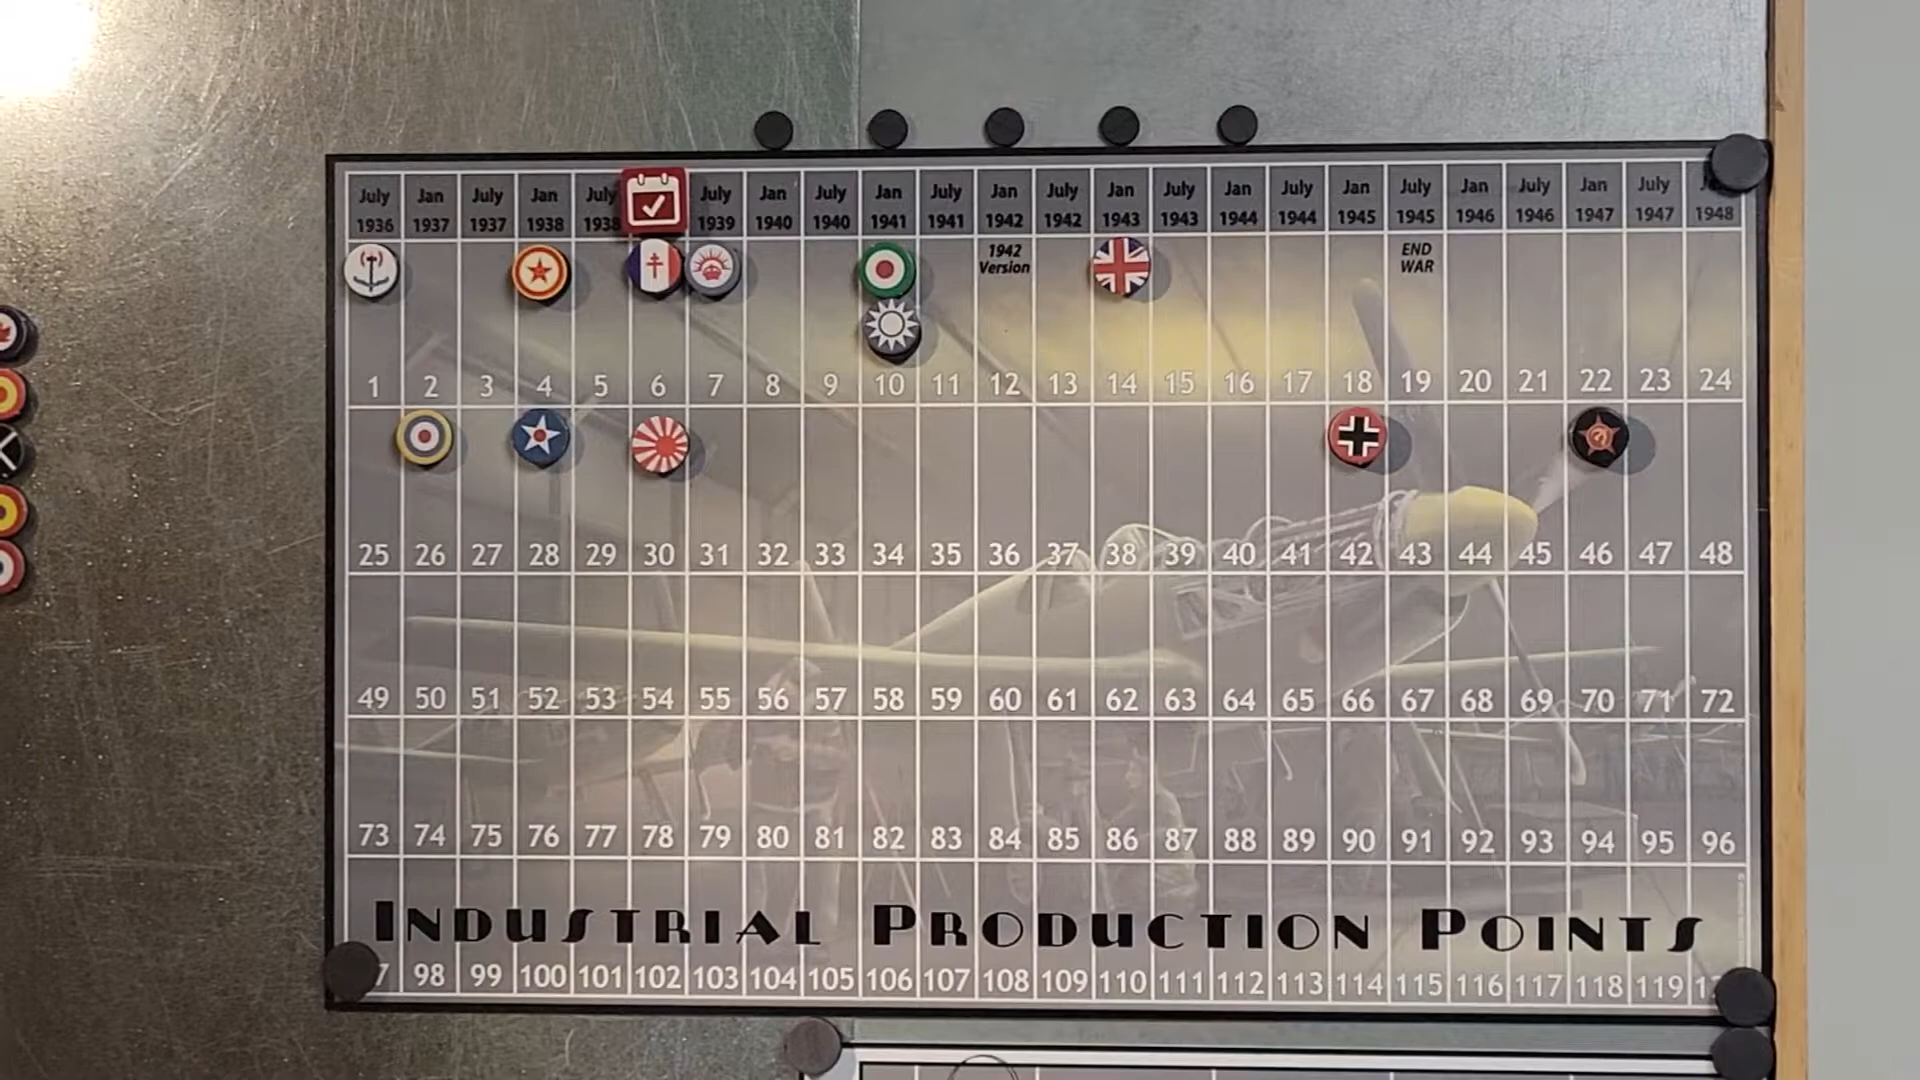 July Jan July Jan July July Jan July Jan July Jan July Jan July Jan July Jan July Jan July Jan July
1936 1937 1937 1938 1938 1939 1940 1940 1941 1941 1942 1942 1943 1943 1944 1944 1945 1945 1946 1946 1947 1947 1948
1942 END
Version WAR
1 2 3 4 5 6 7 8 9 10 11 12 13 14 15 16 17 18 19 20 21 22 23 24
25 26 27 28 29 30 31 32 33 34 35 36 37 38 39 40 41 42 43 44 45 46 47 48
49 50 51 52 53 54 55 56 57 58 59 60 61 62 63 64 65 66 67 68 69 70 71 72
73 74 75 76 77 78 79 80 81 82 83 84 85 86 87 88 89 90 91 92 93 94 95 96
INDUSTRIAL PRODUCTION POINTS
98 99 100 101 102 103 104 105 106 107 108 109 110 111 112 113 114 115 116 117 118 119